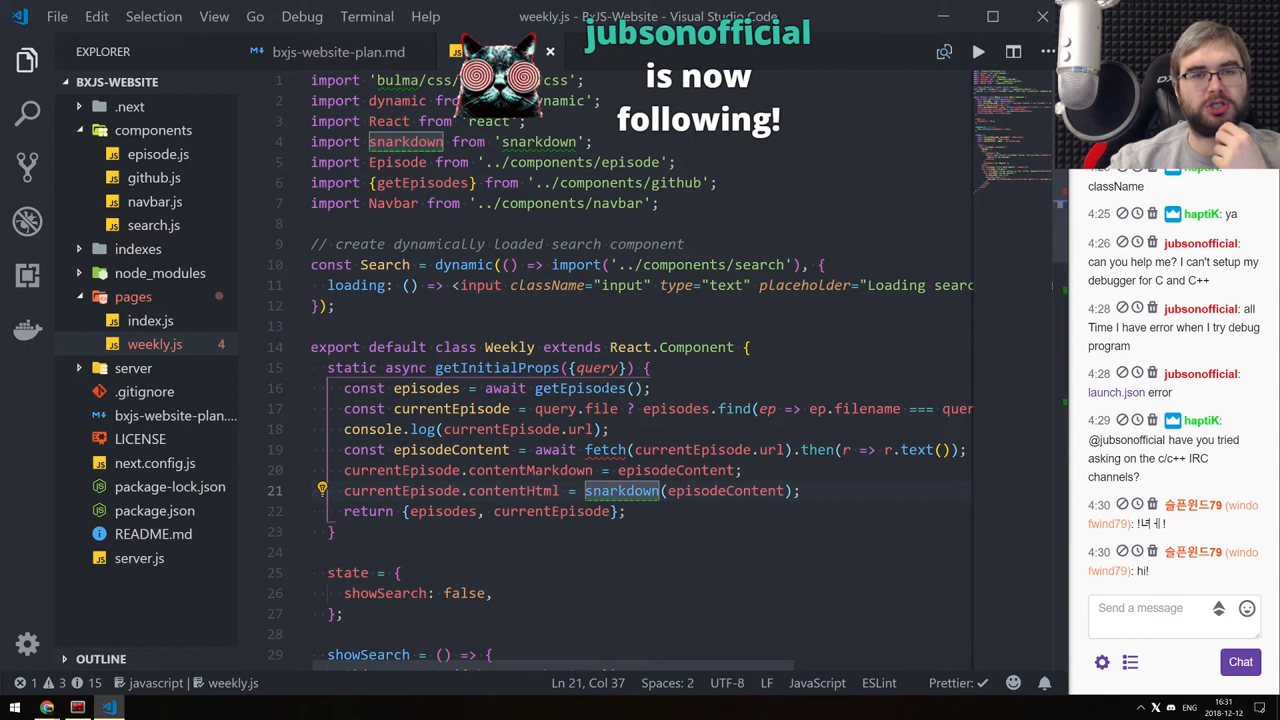 File Edit Selection View Go Debug Terminal Help
weekly.js - BxJS-Website - Visual Studio Code
EXPLORER
BXJS-WEBSITE
.next
components
episode.js
github.js
navbar.js
search.js
indexes
node_modules
pages
index.js
weekly.js 4
server
.gitignore
bxjs-website-plan....
LICENSE
next.config.js
package-lock.json
package.json
README.md
server.js
OUTLINE
bxjs-website-plan.md
JS
jubsonofficial
is now
following!
1 import 'bulma/css/ css';
2 import dynamic fro namic';
3 import React from 'react';
4 import snarkdown from 'snarkdown';
5 import Episode from '../components/episode';
6 import {getEpisodes} from '../components/github';
7 import Navbar from '../components/navbar';
8
9 // create dynamically loaded search component
10 const Search = dynamic(() => import('../components/search'), {
11 loading: () => <input className="input" type="text" placeholder="Loading searc
12 });
13
14 export default class Weekly extends React.Component {
15 static async getInitialProps({query}) {
16 const episodes = await getEpisodes();
17 const currentEpisode = query.file ? episodes.find(ep => ep.filename === quer
18 console.log(currentEpisode.url);
19 const episodeContent = await fetch(currentEpisode.url).then(r => r.text());
20 currentEpisode.contentMarkdown = episodeContent;
21 currentEpisode.contentHtml = snarkdown(episodeContent);
22 return {episodes, currentEpisode};
23 }
24
25 state = {
26 showSearch: false,
27 };
28
29 showSearch = () => {
1 3 15 javascript | weekly.js Ln 21, Col 37 Spaces: 2 UTF-8 LF JavaScript ESLint Prettier: ✓
className
4:25 haptiK: ya
4:26 jubsonofficial:
can you help me? I can't setup my
debugger for C and C++
4:28 jubsonofficial: all
Time I have error when I try debug
program
4:28 jubsonofficial:
launch.json error
4:29 haptiK:
@jubsonofficial have you tried
asking on the c/c++ IRC
channels?
4:30 슬픈윈드79 (windo
fwind79): !녀ㅔ!
4:30 슬픈윈드79 (windo
fwind79): hi!
Send a message
Chat
ENG
16:31
2018-12-12